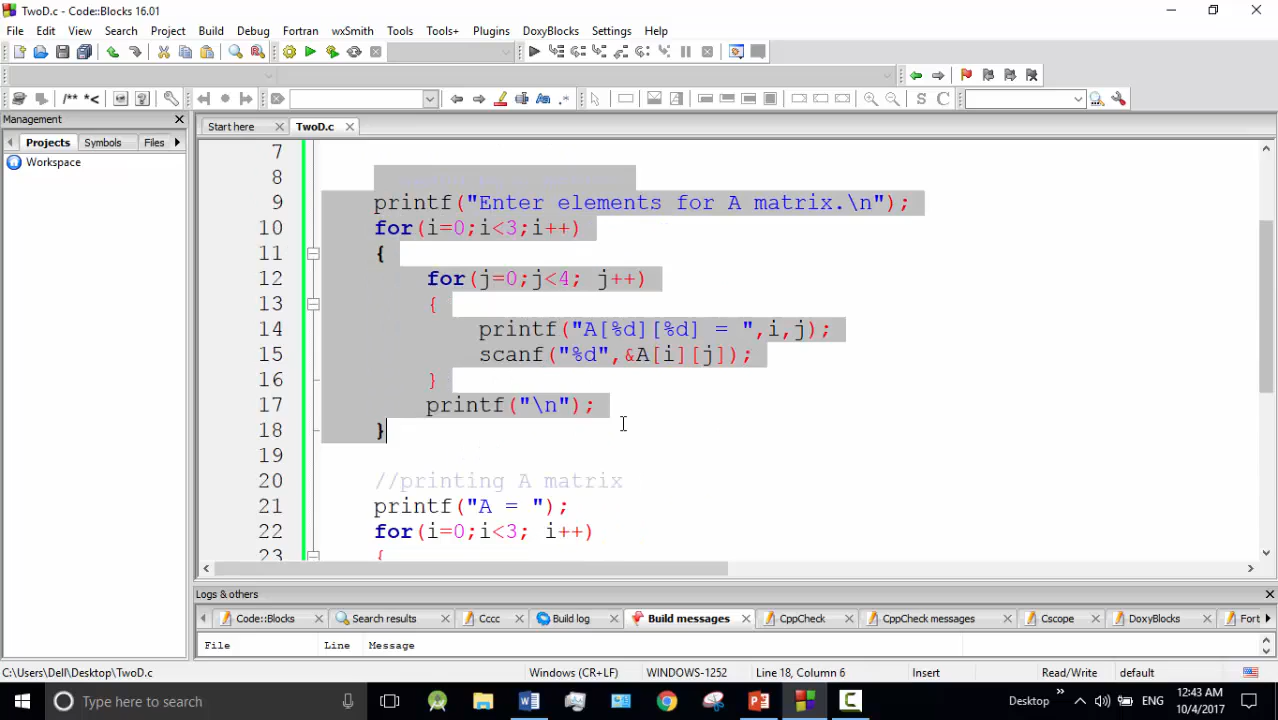 TwoD.c - Code::Blocks 16.01
File Edit View Search Project Build Debug Fortran wxSmith Tools Tools+ Plugins DoxyBlocks Settings Help
/** *<
S C
Management
Start here TwoD.c
Projects Symbols Files
Workspace
7
8
9 printf("Enter elements for A matrix.\n");
10 for(i=0;i<3;i++)
11 {
12 for(j=0;j<4; j++)
13 {
14 printf("A[%d][%d] = ",i,j);
15 scanf("%d",&A[i][j]);
16 }
17 printf("\n");
18 }
19
20 //printing A matrix
21 printf("A = ");
22 for(i=0;i<3; i++)
23 {
Logs & others
Code::Blocks Search results Cccc Build log Build messages CppCheck CppCheck messages Cscope DoxyBlocks Fort
File Line Message
C:\Users\Dell\Desktop\TwoD.c Windows (CR+LF) WINDOWS-1252 Line 18, Column 6 Insert Read/Write default
Type here to search
Desktop
ENG
12:43 AM
10/4/2017